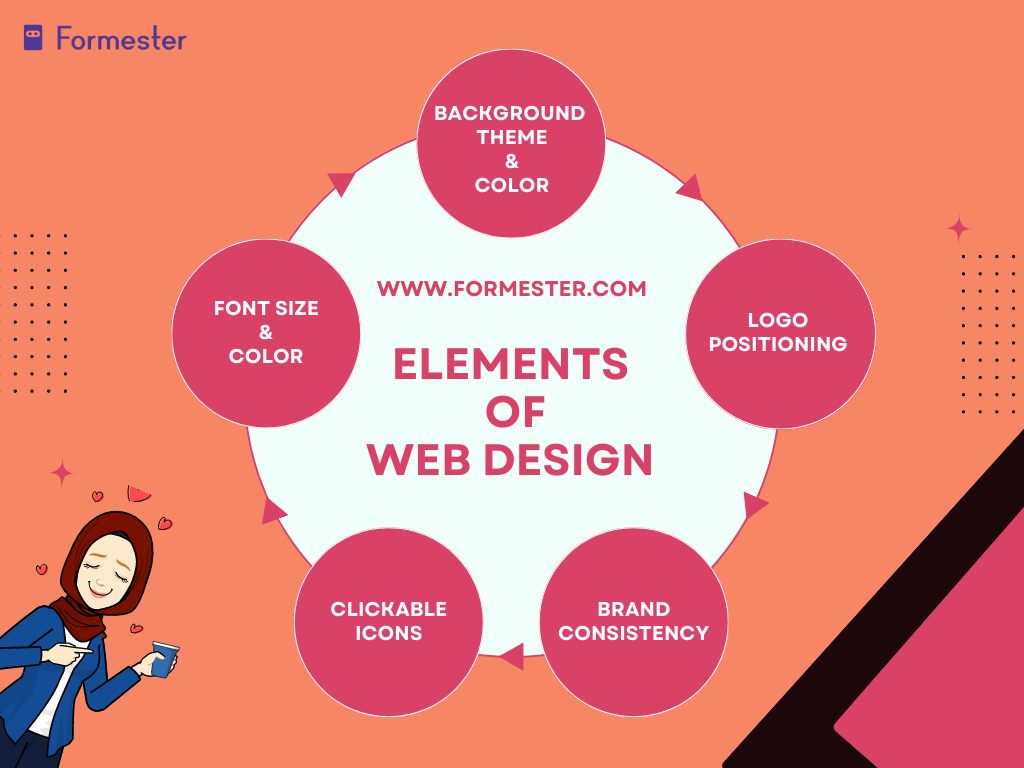 Formester
BACKGROUND
THEME
&
COLOR
WWW.FORMESTER.COM
FONT SIZE
&
COLOR
LOGO
POSITIONING
ELEMENTS
OF
WEB DESIGN
CLICKABLE
ICONS
BRAND
CONSISTENCY